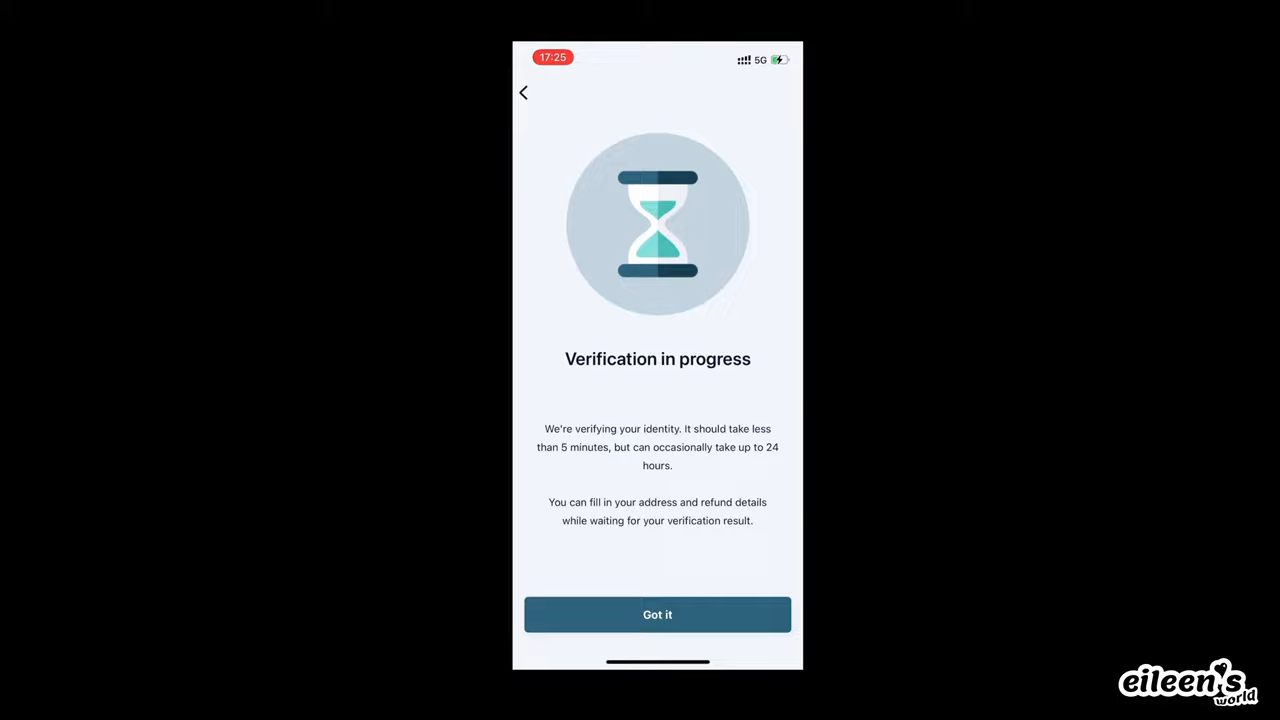 17:25
5G
Verification in progress
We're verifying your identity. It should take less
than 5 minutes, but can occasionally take up to 24
hours.
You can fill in your address and refund details
while waiting for your verification result.
Got it
eileen's
world